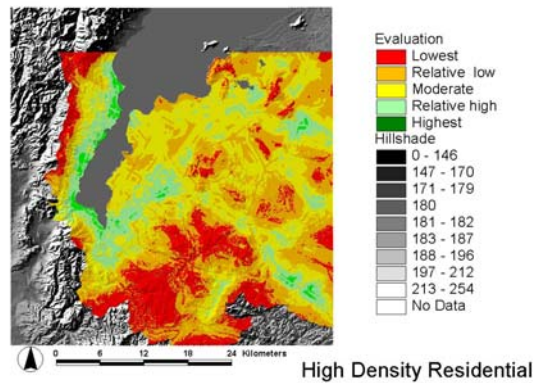 Evaluation
Lowest
Relative low
Moderate
Relative high
Highest
Hillshade
0 - 146
147 - 170
171 - 179
180
181 - 182
183 - 187
188 - 196
197 - 212
213 - 254
No Data
0 6 12 18 24 Kilometers
High Density Residential